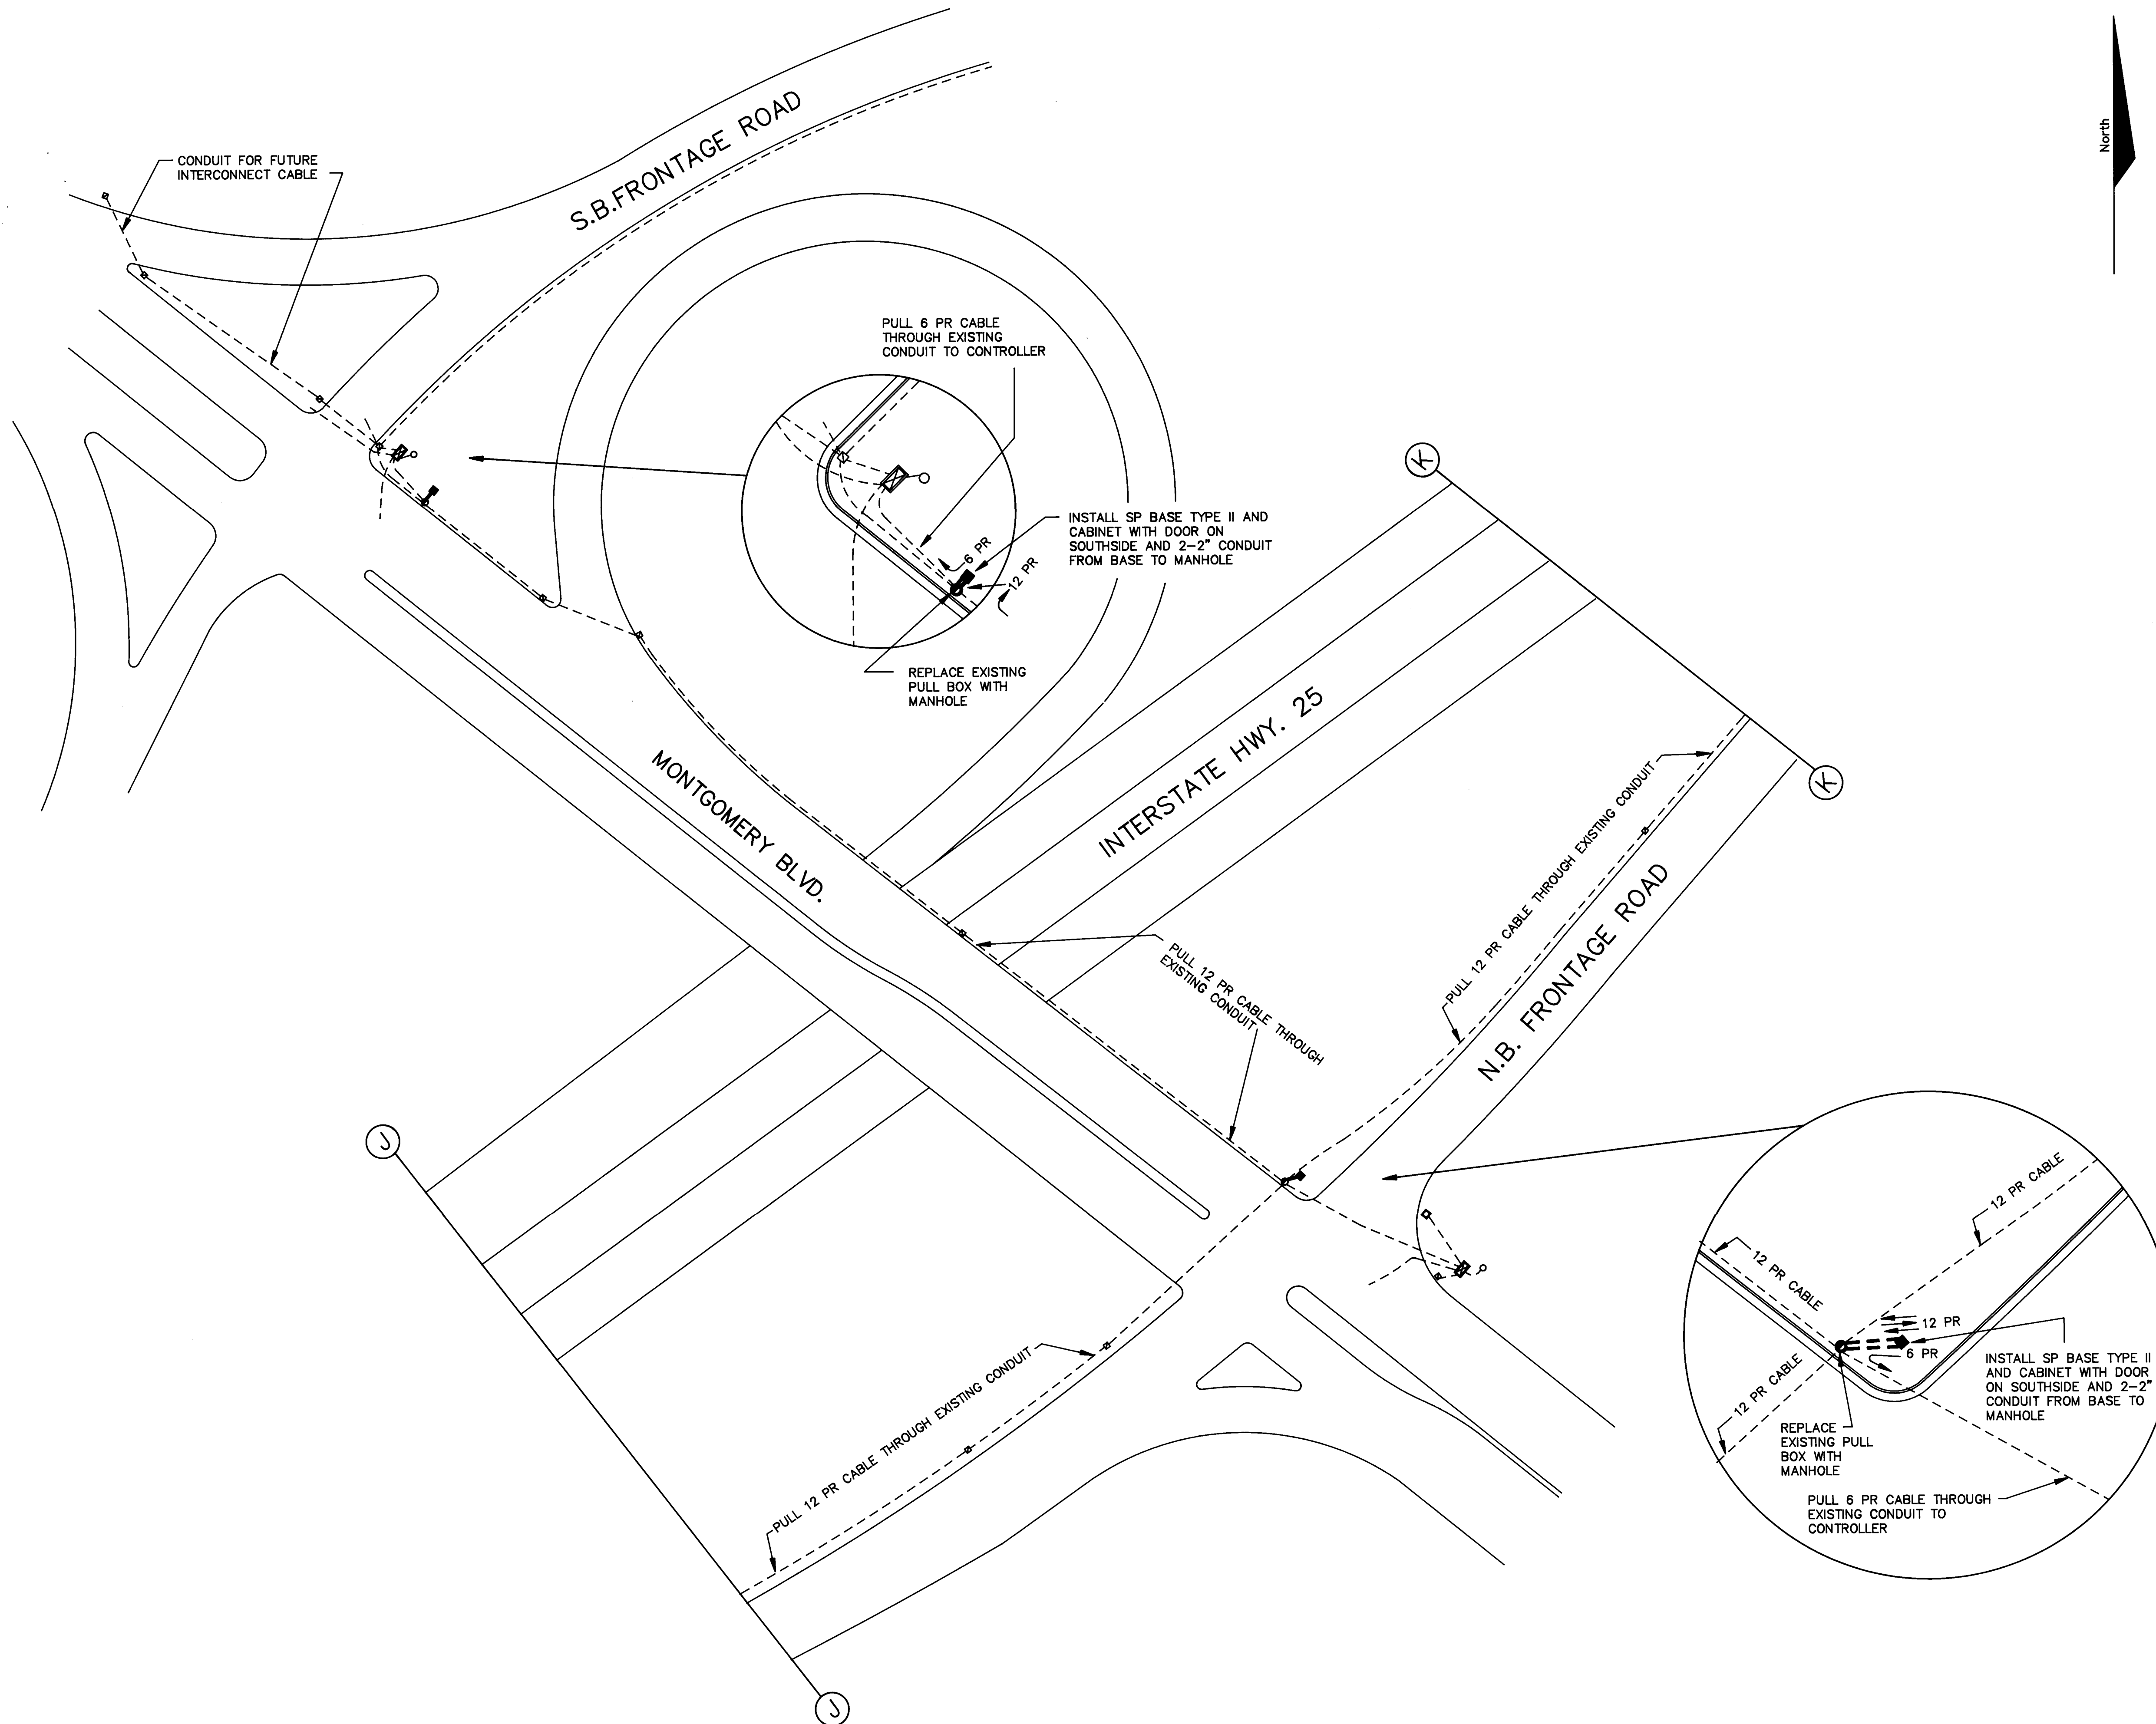 North
S.B.FRONTAGE ROAD
CONDUIT FOR FUTURE
INTERCONNECT CABLE
PULL 6 PR CABLE
THROUGH EXISTING
CONDUIT TO CONTROLLER
6 PR
12 PR
INSTALL SP BASE TYPE II AND
CABINET WITH DOOR ON
SOUTHSIDE AND 2-2" CONDUIT
FROM BASE TO MANHOLE
REPLACE EXISTING
PULL BOX WITH
MANHOLE
K
K
INTERSTATE HWY. 25
MONTGOMERY BLVD.
PULL 12 PR CABLE THROUGH EXISTING CONDUIT
N.B. FRONTAGE ROAD
PULL 12 PR CABLE THROUGH
EXISTING CONDUIT
J
J
PULL 12 PR CABLE THROUGH EXISTING CONDUIT
12 PR CABLE
12 PR CABLE
12 PR
6 PR
12 PR CABLE
INSTALL SP BASE TYPE II
AND CABINET WITH DOOR
ON SOUTHSIDE AND 2-2"
CONDUIT FROM BASE TO
MANHOLE
REPLACE
EXISTING PULL
BOX WITH
MANHOLE
PULL 6 PR CABLE THROUGH
EXISTING CONDUIT TO
CONTROLLER